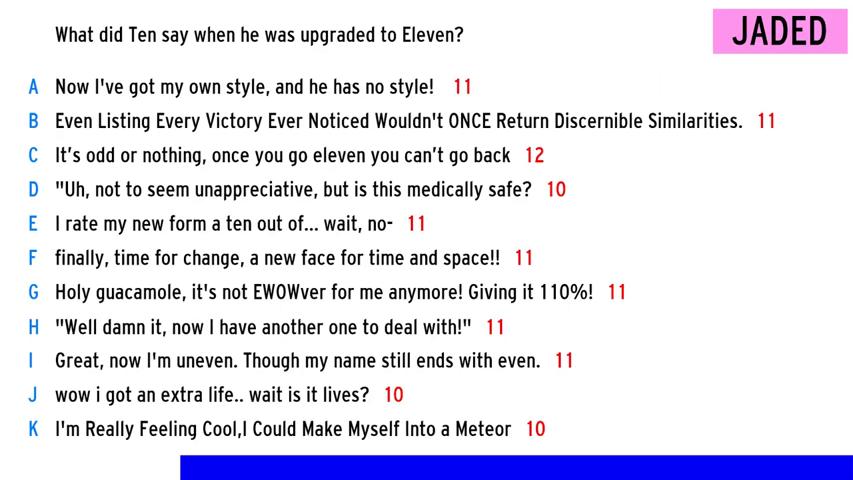 What did Ten say when he was upgraded to Eleven?
JADED
A Now I've got my own style, and he has no style! 11
B Even Listing Every Victory Ever Noticed Wouldn't ONCE Return Discernible Similarities. 11
C It’s odd or nothing, once you go eleven you can’t go back 12
D "Uh, not to seem unappreciative, but is this medically safe? 10
E I rate my new form a ten out of... wait, no- 11
F finally, time for change, a new face for time and space!! 11
G Holy guacamole, it's not EWOWver for me anymore! Giving it 110%! 11
H "Well damn it, now I have another one to deal with!" 11
I Great, now I'm uneven. Though my name still ends with even. 11
J wow i got an extra life.. wait is it lives? 10
K I'm Really Feeling Cool,I Could Make Myself Into a Meteor 10